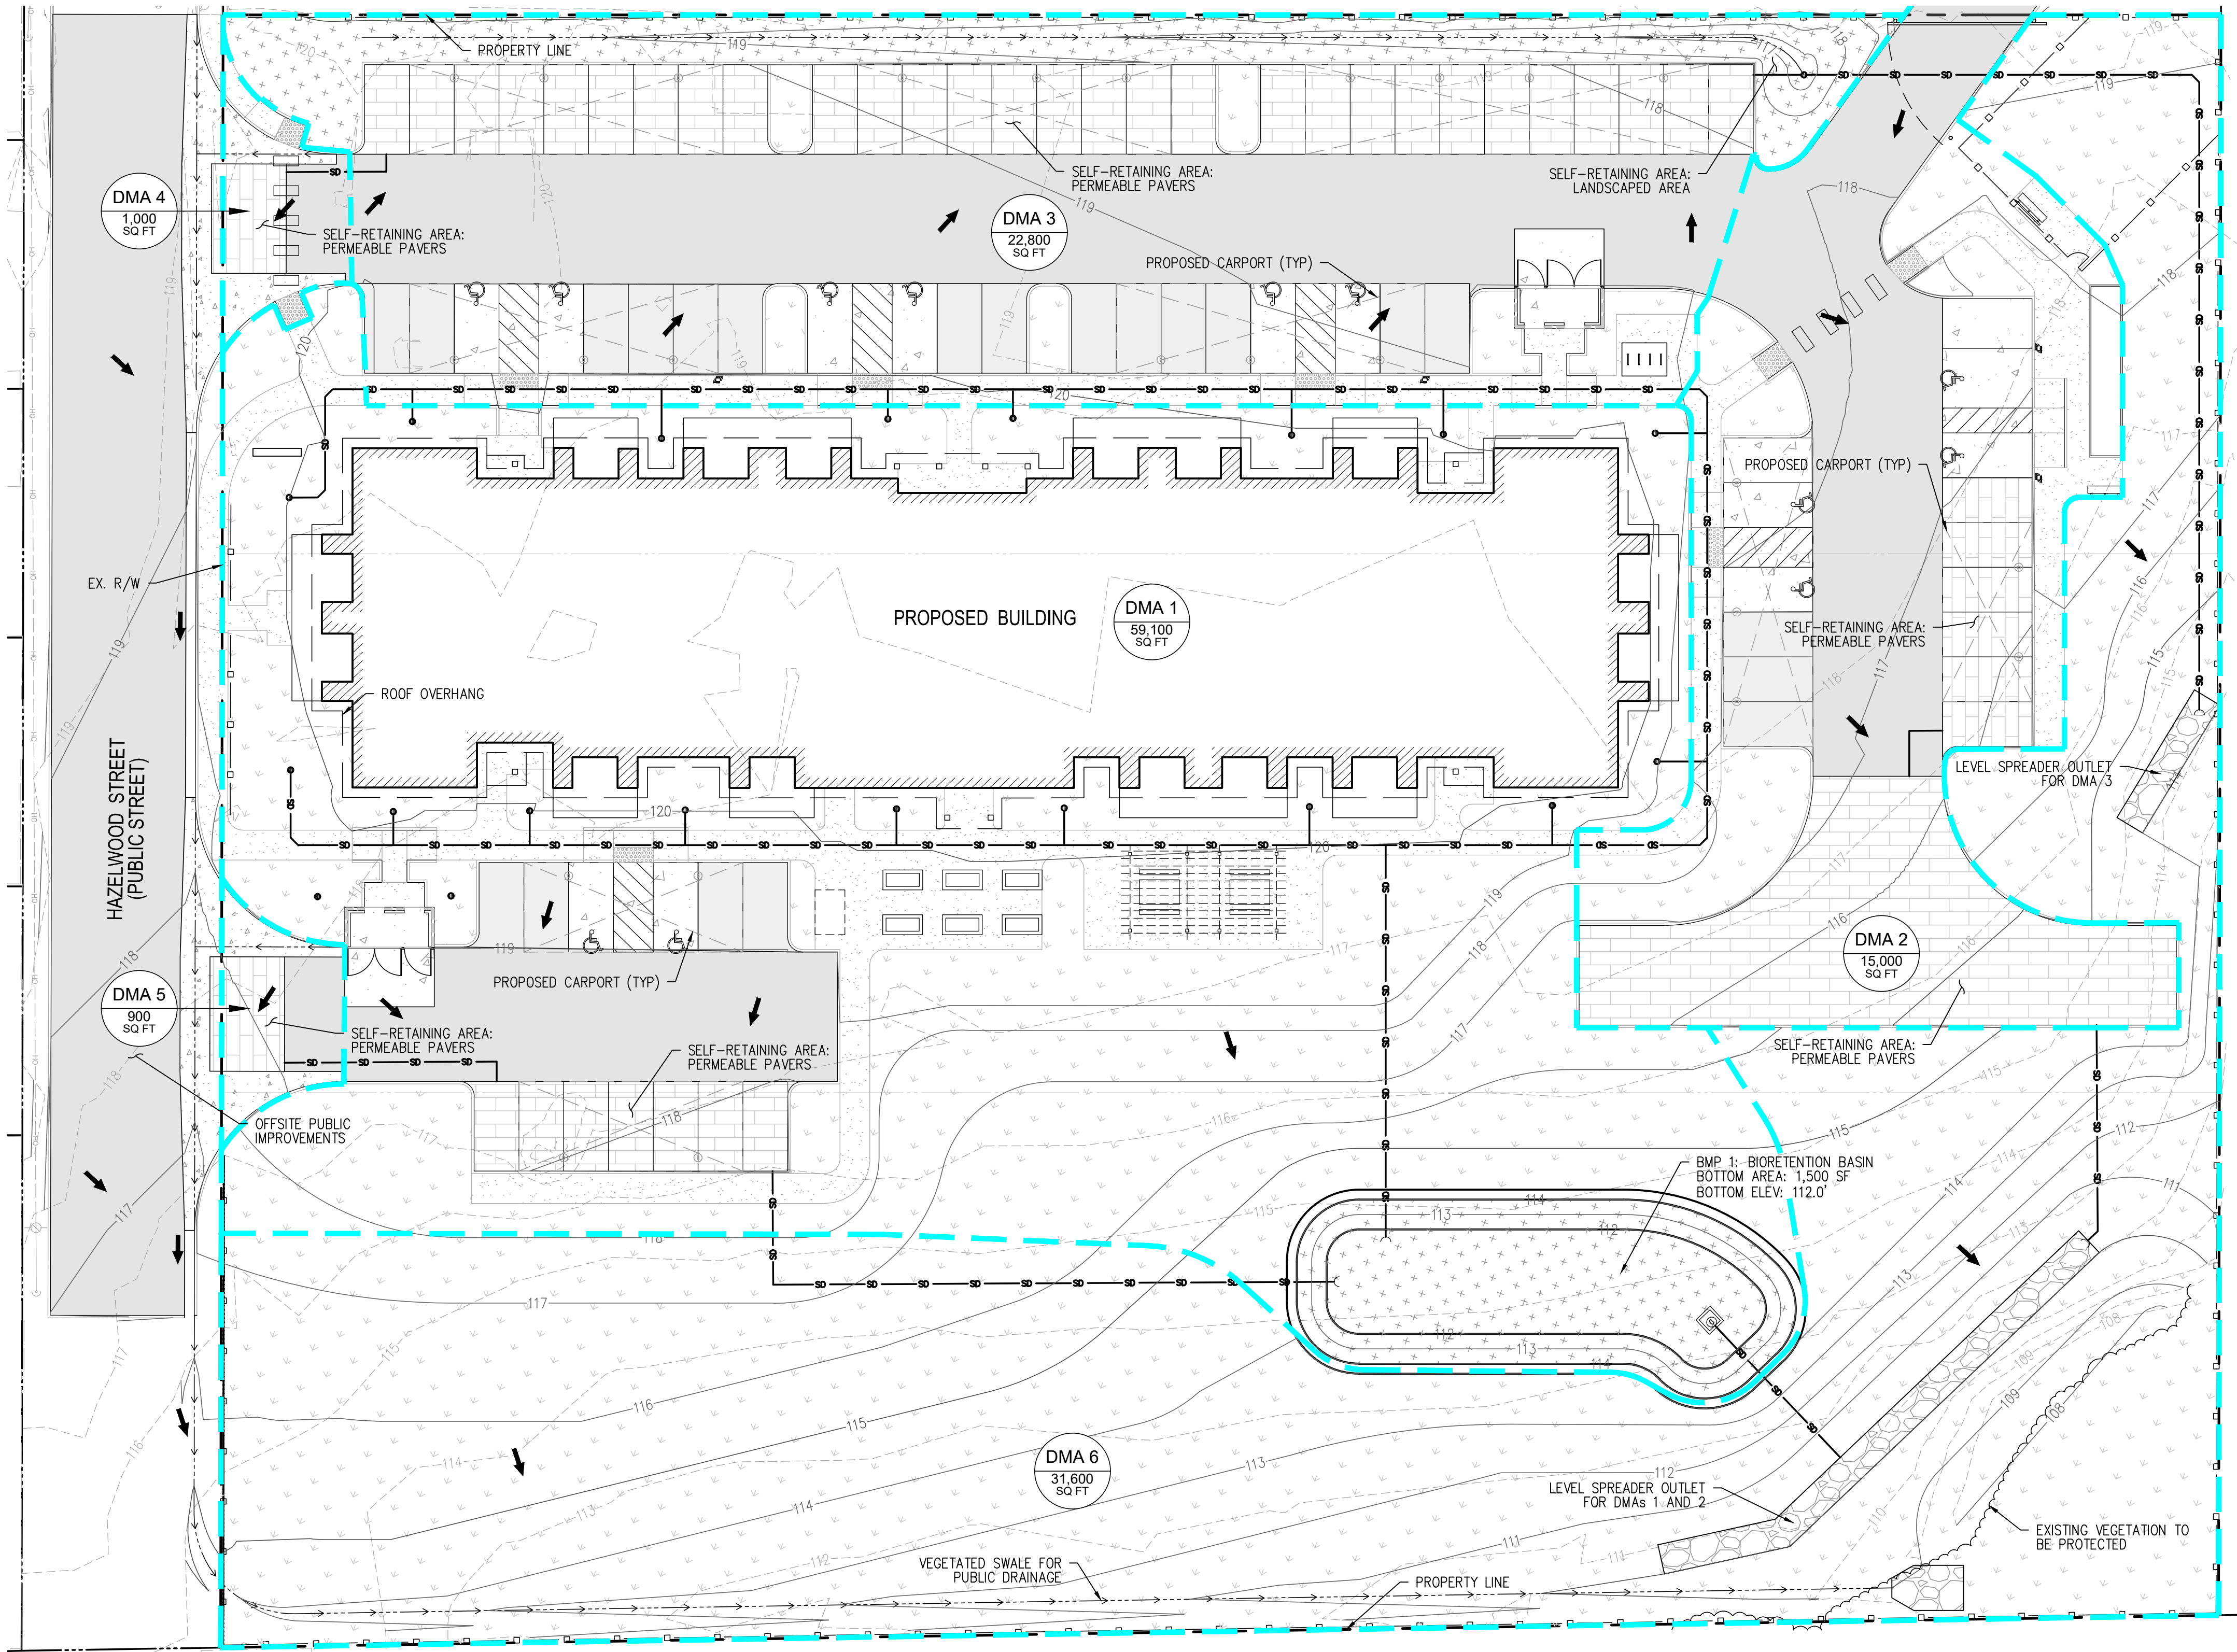 PROPERTY LINE
SELF-RETAINING AREA:
PERMEABLE PAVERS
SELF-RETAINING AREA:
LANDSCAPED AREA
DMA 4
1,000
SQ FT
SELF-RETAINING AREA:
PERMEABLE PAVERS
DMA 3
22,800
SQ FT
PROPOSED CARPORT (TYP)
PROPOSED CARPORT (TYP)
EX. R/W
PROPOSED BUILDING
DMA 1
59,100
SQ FT
SELF-RETAINING AREA:
PERMEABLE PAVERS
ROOF OVERHANG
HAZELWOOD STREET
(PUBLIC STREET)
LEVEL SPREADER OUTLET
FOR DMA 3
DMA 2
15,000
SQ FT
PROPOSED CARPORT (TYP)
DMA 5
900
SQ FT
SELF-RETAINING AREA:
PERMEABLE PAVERS
SELF-RETAINING AREA:
PERMEABLE PAVERS
SELF-RETAINING AREA:
PERMEABLE PAVERS
OFFSITE PUBLIC
IMPROVEMENTS
BMP 1: BIORETENTION BASIN
BOTTOM AREA: 1,500 SF
BOTTOM ELEV: 112.0'
DMA 6
31,600
SQ FT
LEVEL SPREADER OUTLET
FOR DMAs 1 AND 2
EXISTING VEGETATION TO
BE PROTECTED
VEGETATED SWALE FOR
PUBLIC DRAINAGE
PROPERTY LINE